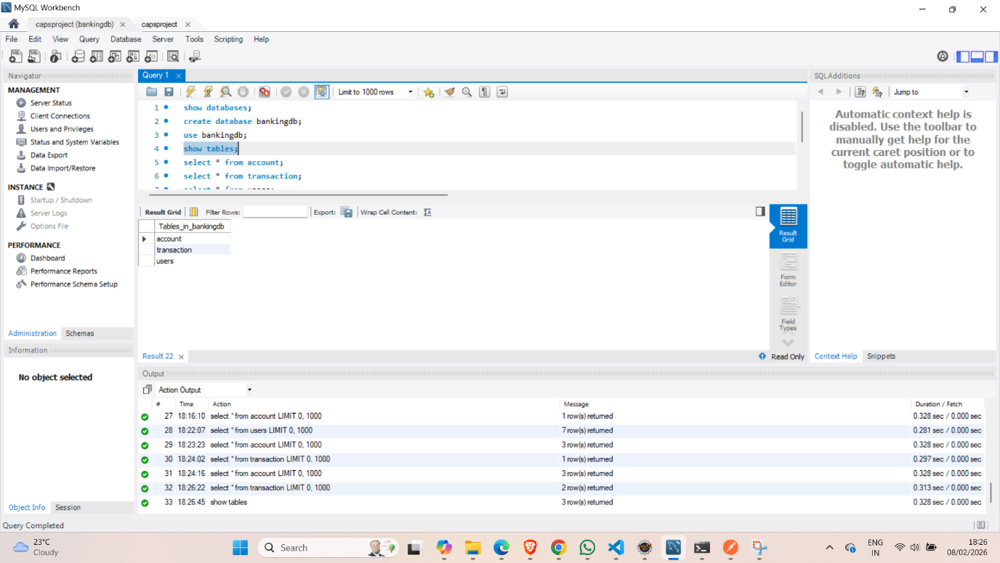 MySQL Workbench
capsproject (bankingdb) capsproject
File Edit View Query Database Server Tools Scripting Help
Navigator
MANAGEMENT
Server Status
Client Connections
Users and Privileges
Status and System Variables
Data Export
Data Import/Restore
INSTANCE
Startup / Shutdown
Server Logs
Options File
PERFORMANCE
Dashboard
Performance Reports
Performance Schema Setup
Administration Schemas
Information
No object selected
Object Info Session
Query 1
Limit to 1000 rows
1 show databases;
2 create database bankingdb;
3 use bankingdb;
4 show tables;
5 select * from account;
6 select * from transaction;
7 select * from users;
Result Grid Filter Rows: Export: Wrap Cell Content:
Tables_in_bankingdb
account
transaction
users
Result
Grid
Form
Editor
Field
Types
Result 22 Read Only
SQLAdditions
Jump to
Automatic context help is
disabled. Use the toolbar to
manually get help for the
current caret position or to
toggle automatic help.
Context Help Snippets
Output
Action Output
# Time Action Message Duration / Fetch
27 18:16:10 select * from account LIMIT 0, 1000 1 row(s) returned 0.328 sec / 0.000 sec
28 18:22:07 select * from users LIMIT 0, 1000 7 row(s) returned 0.281 sec / 0.000 sec
29 18:23:23 select * from account LIMIT 0, 1000 3 row(s) returned 0.328 sec / 0.000 sec
30 18:24:02 select * from transaction LIMIT 0, 1000 1 row(s) returned 0.297 sec / 0.000 sec
31 18:24:16 select * from account LIMIT 0, 1000 3 row(s) returned 0.328 sec / 0.000 sec
32 18:26:22 select * from transaction LIMIT 0, 1000 2 row(s) returned 0.313 sec / 0.000 sec
33 18:26:45 show tables 3 row(s) returned 0.328 sec / 0.000 sec
Query Completed
23°C
Cloudy
Search
ENG
IN
18:26
08/02/2026